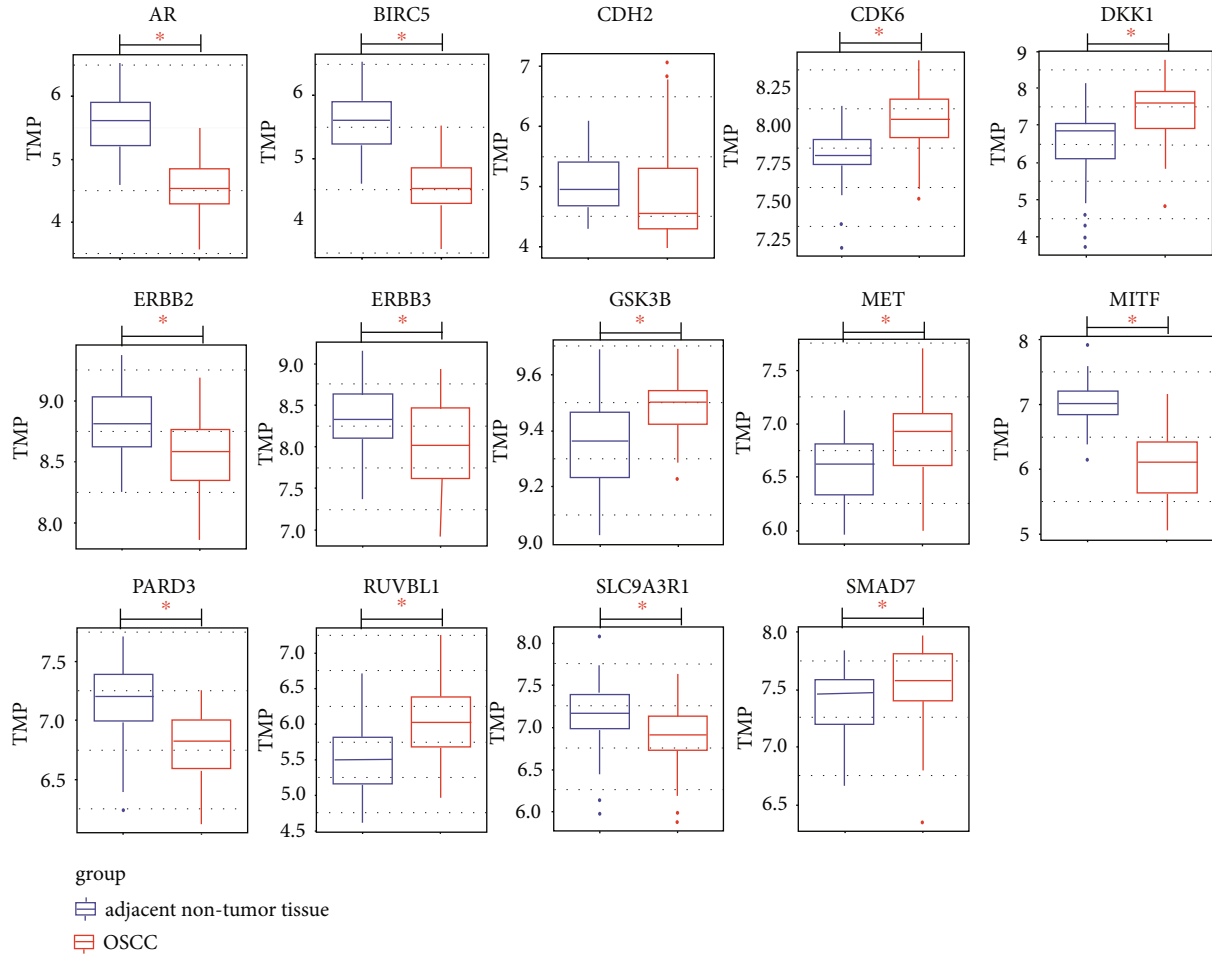 AR
BIRC5
CDH2
CDK6
DKK1
*
*
*
*
TMP
6
5
4
TMP
6
5
4
TMP
7
6
5
4
TMP
8.25
8.00
7.75
7.50
7.25
TMP
9
8
7
6
5
4
ERBB2
ERBB3
GSK3B
MET
MITF
*
*
*
*
*
TMP
9.0
8.5
8.0
TMP
9.0
8.5
8.0
7.5
7.0
TMP
9.6
9.4
9.2
9.0
TMP
7.5
7.0
6.5
6.0
TMP
8
7
6
5
PARD3
RUVBL1
SLC9A3R1
SMAD7
*
*
*
*
TMP
7.5
7.0
6.5
TMP
7.0
6.5
6.0
5.5
5.0
4.5
TMP
8.0
7.5
7.0
6.5
6.0
TMP
8.0
7.5
7.0
6.5
group
adjacent non-tumor tissue
OSCC